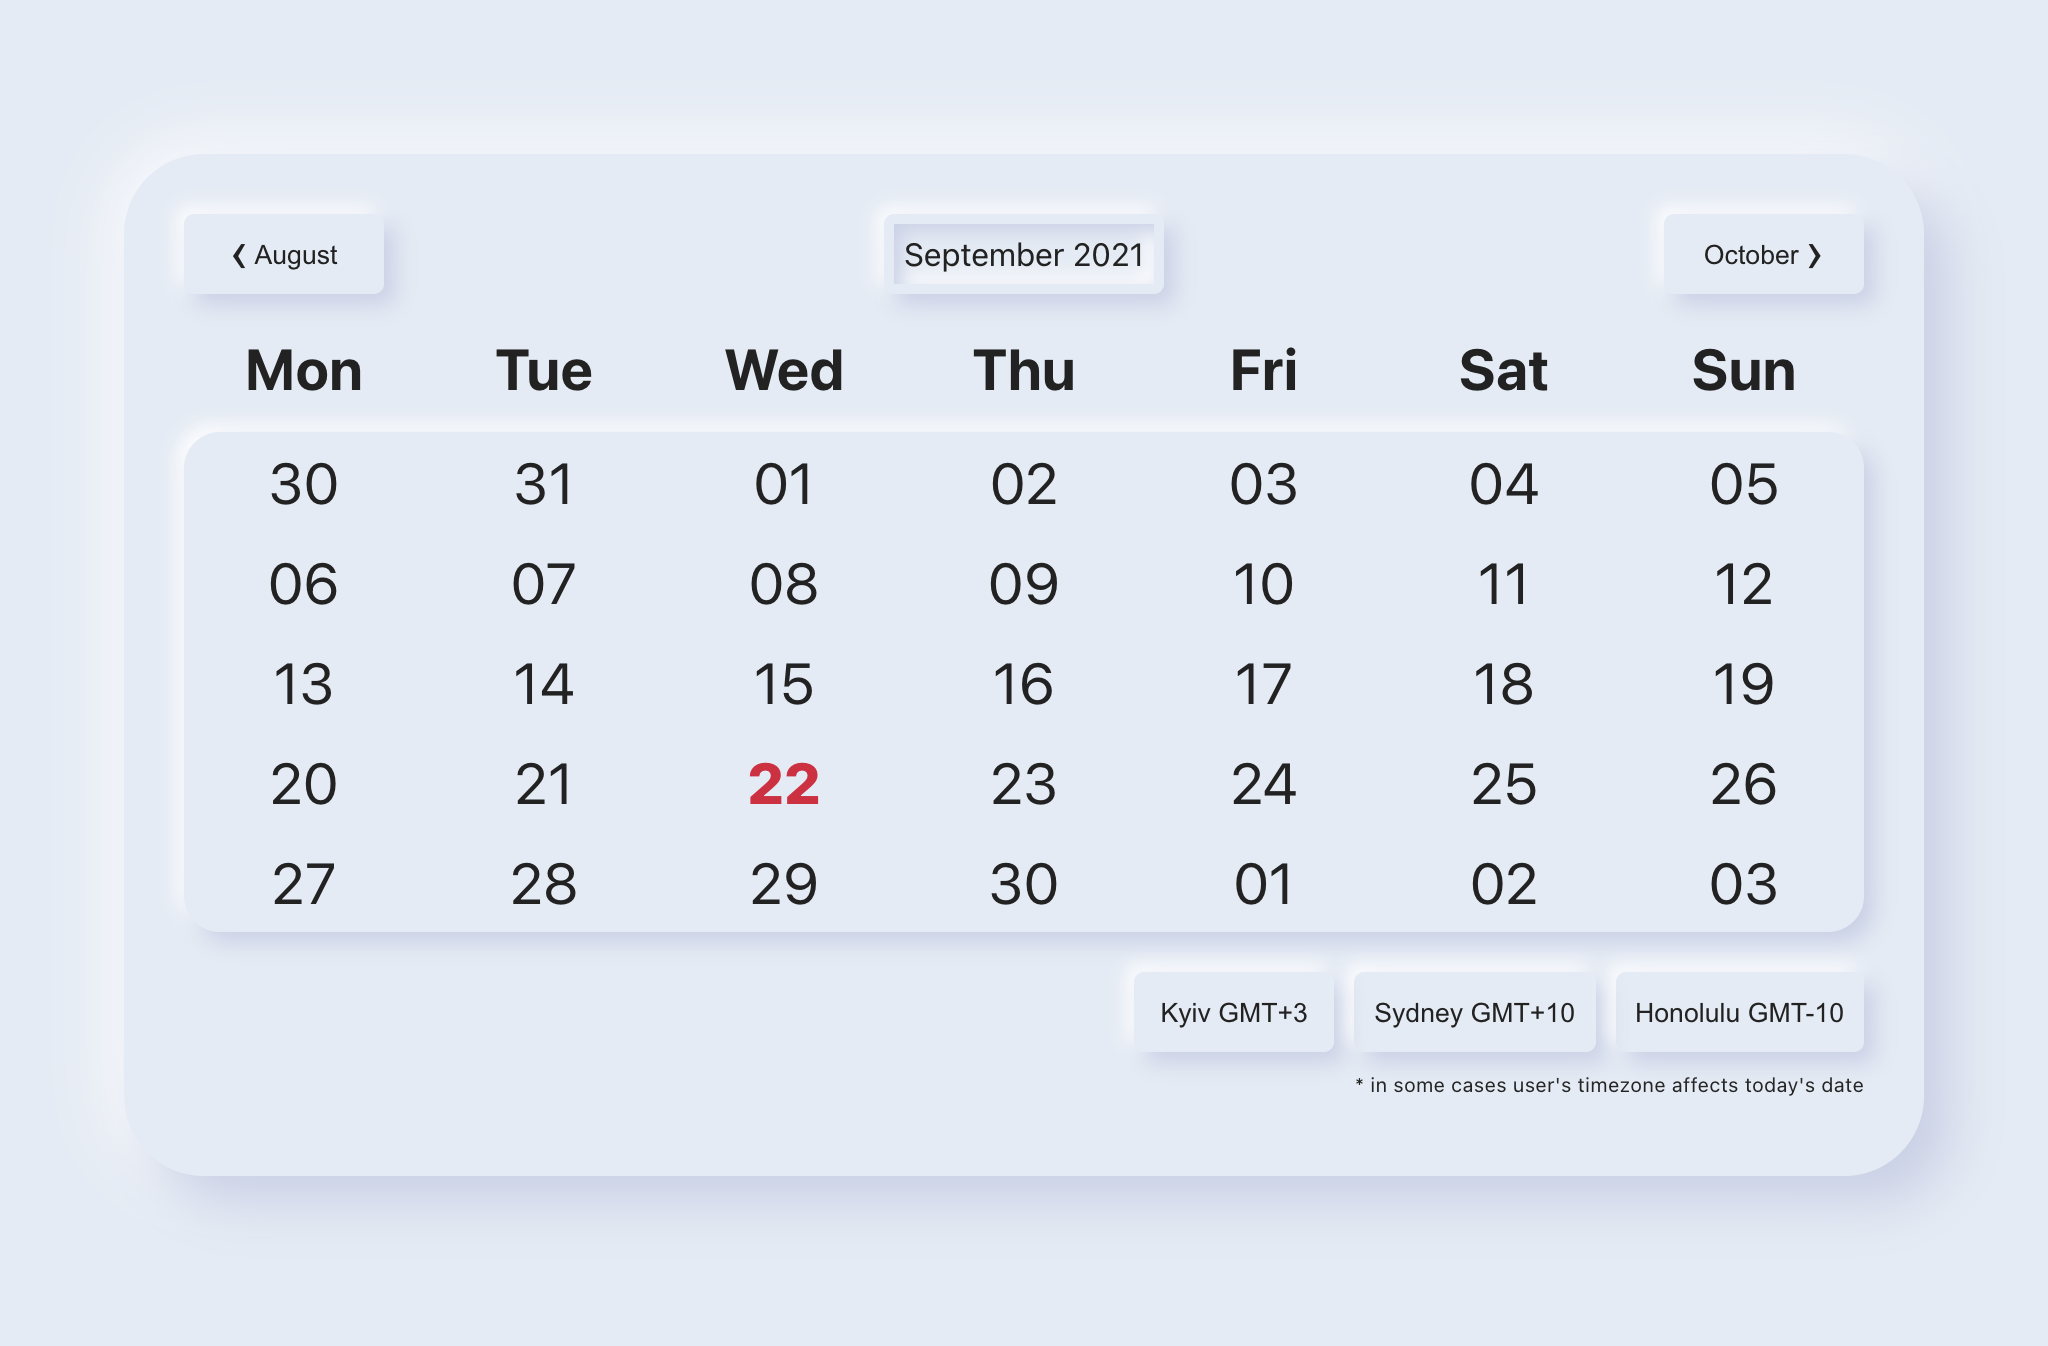 ❮ August September 2021 October ❯
Mon Tue Wed Thu Fri Sat Sun
30 31 01 02 03 04 05
06 07 08 09 10 11 12
13 14 15 16 17 18 19
20 21 22 23 24 25 26
27 28 29 30 01 02 03
Kyiv GMT+3 Sydney GMT+10 Honolulu GMT-10
* in some cases user's timezone affects today's date